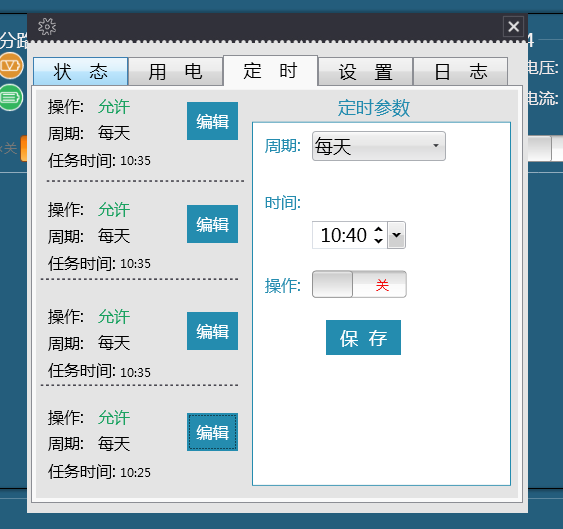 分路
4
电压:
电流:
关
状 态
用 电
定 时
设 置
日 志
操作: 允许
周期: 每天
任务时间: 10:35
编辑
操作: 允许
周期: 每天
任务时间: 10:35
编辑
操作: 允许
周期: 每天
任务时间: 10:35
编辑
操作: 允许
周期: 每天
任务时间: 10:25
编辑
定时参数
周期: 每天
时间:
10:40
操作: 关
保 存